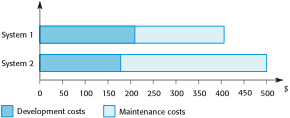 System 1
System 2
0 50 100 150 200 250 300 350 400 450 500 $
Development costs Maintenance costs